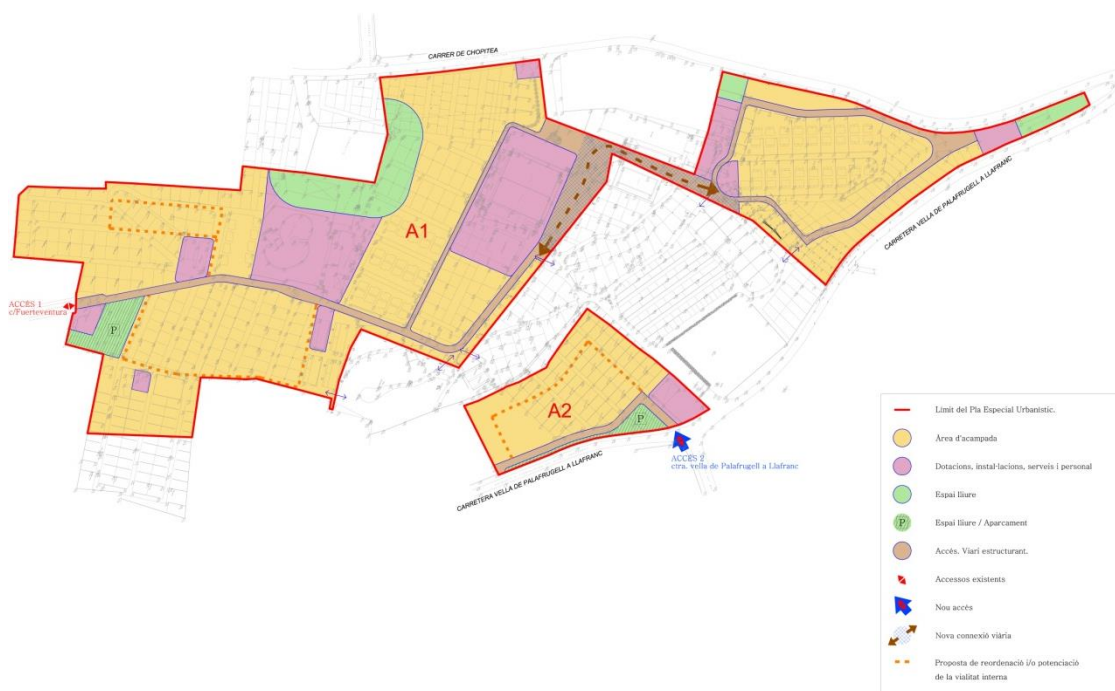 CARRER DE CHOPITEA
CARRETERA VELLA DE PALAFRUGELL A LLAFRANC
A1
ACCÉS 1
c/Fuerteventura
P
A2
P
ACCÉS 2
ctra. vella de Palafrugell a Llafranc
CARRETERA VELLA DE PALAFRUGELL A LLAFRANC
Límit del Pla Especial Urbanístic.
Àrea d'acampada
Dotacions, instal·lacions, serveis i personal
Espai lliure
P
Espai lliure / Aparcament
Accés. Viari estructurant.
Accessos existents
Nou accés
Nova connexió viària
Proposta de reordenació i/o potenciació
de la vialitat interna